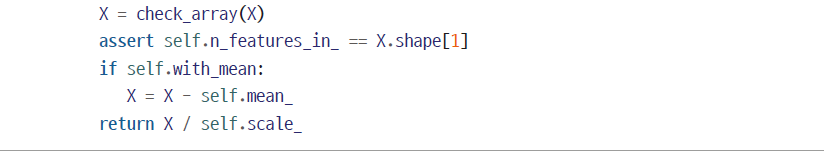 X = check_array(X)
assert self.n_features_in_ == X.shape[1]
if self.with_mean:
X = X - self.mean_
return X / self.scale_